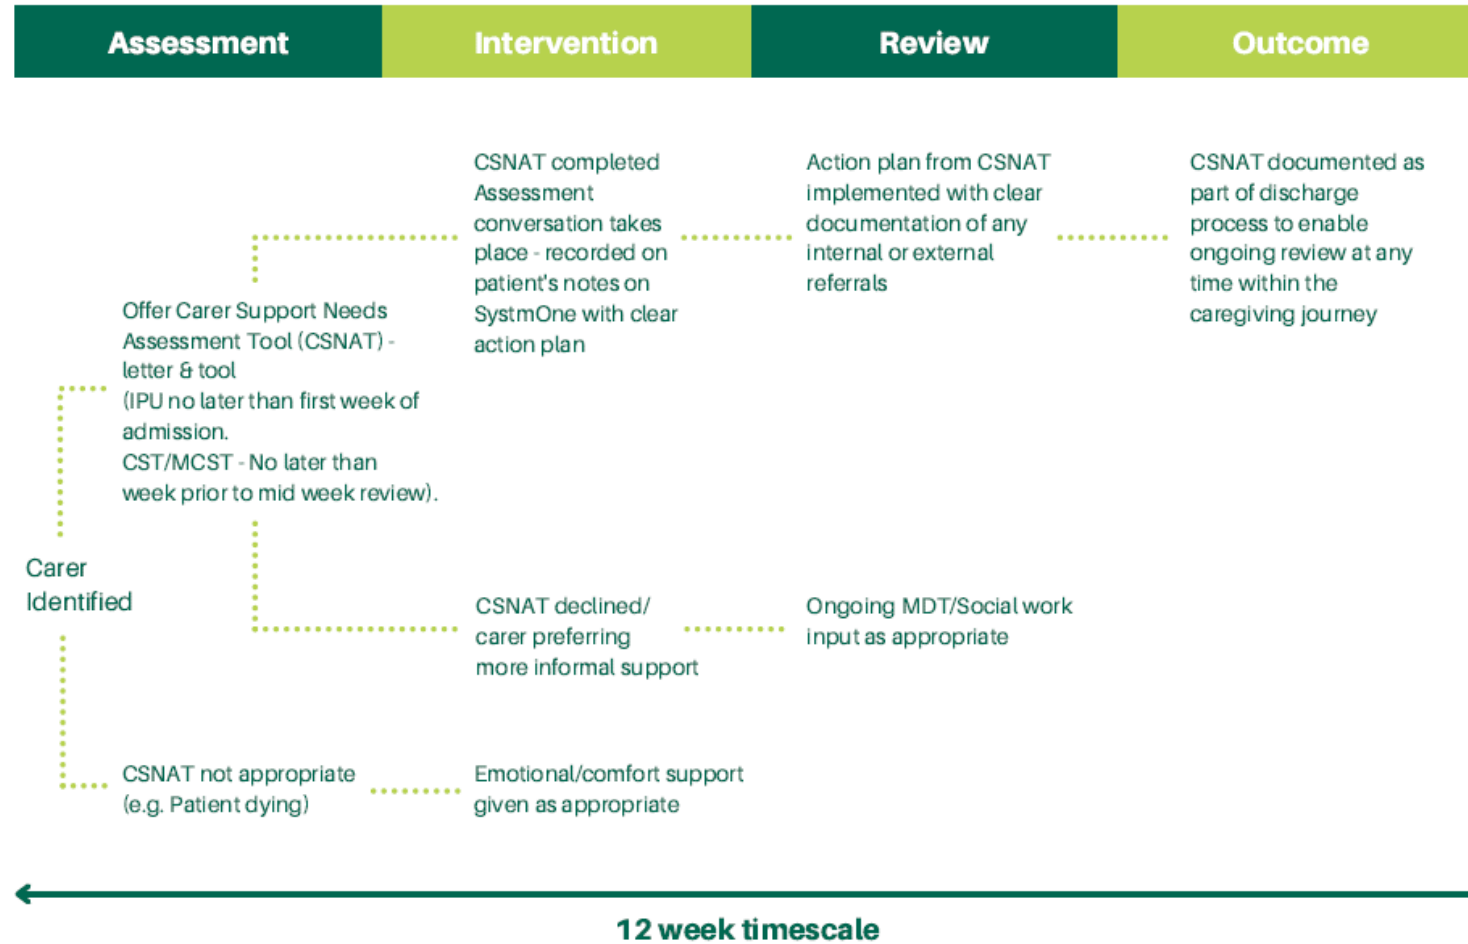 Assessment
Intervention
Review
Outcome
CSNAT completed
Assessment
conversation takes
place - recorded on
patient's notes on
SystmOne with clear
action plan
Action plan from CSNAT
implemented with clear
documentation of any
internal or external
referrals
CSNAT documented as
part of discharge
process to enable
ongoing review at any
time within the
caregiving journey
Offer Carer Support Needs
Assessment Tool (CSNAT) -
letter & tool
(IPU no later than first week of
admission.
CST/MCST - No later than
week prior to mid week review).
Carer
Identified
CSNAT declined/
carer preferring
more informal support
Ongoing MDT/Social work
input as appropriate
CSNAT not appropriate
(e.g. Patient dying)
Emotional/comfort support
given as appropriate
12 week timescale